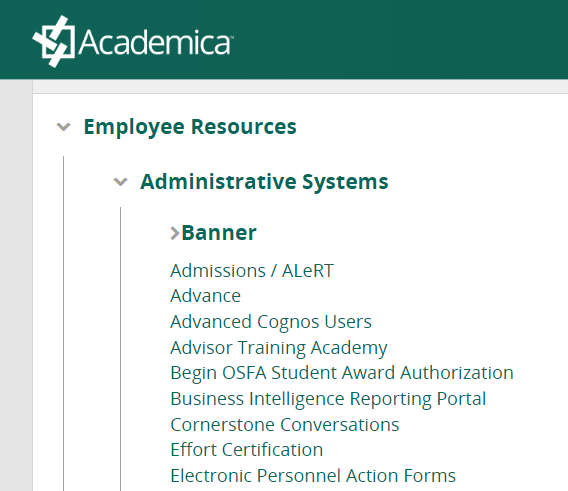 Academica™
Employee Resources
Administrative Systems
Banner
Admissions / ALeRT
Advance
Advanced Cognos Users
Advisor Training Academy
Begin OSFA Student Award Authorization
Business Intelligence Reporting Portal
Cornerstone Conversations
Effort Certification
Electronic Personnel Action Forms